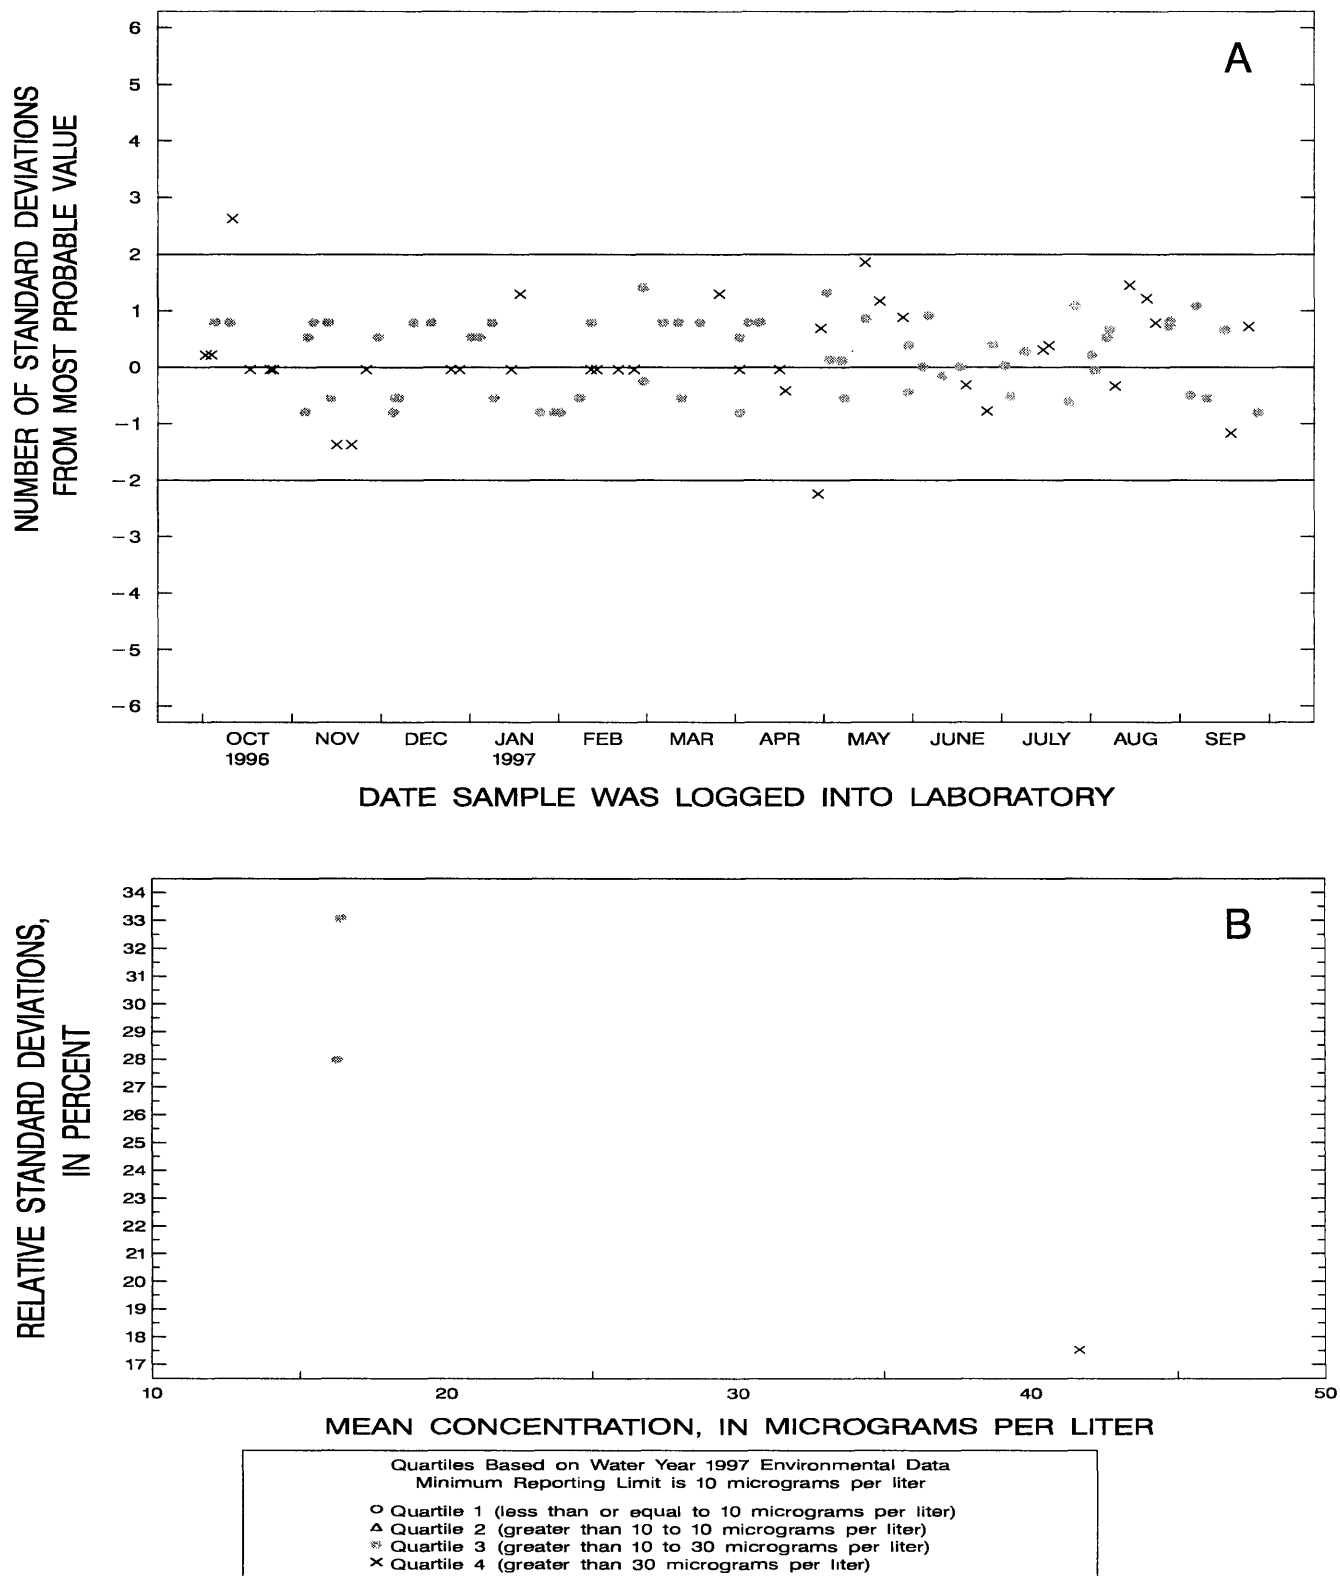 A
NUMBER OF STANDARD DEVIATIONS
FROM MOST PROBABLE VALUE
6
5
4
3
2
1
0
−1
−2
−3
−4
−5
−6
OCT NOV DEC JAN FEB MAR APR MAY JUNE JULY AUG SEP
1996 1997
DATE SAMPLE WAS LOGGED INTO LABORATORY
B
RELATIVE STANDARD DEVIATIONS,
IN PERCENT
34
33
32
31
30
29
28
27
26
25
24
23
22
21
20
19
18
17
10 20 30 40 50
MEAN CONCENTRATION, IN MICROGRAMS PER LITER
Quartiles Based on Water Year 1997 Environmental Data
Minimum Reporting Limit is 10 micrograms per liter
Quartile 1 (less than or equal to 10 micrograms per liter)
Quartile 2 (greater than 10 to 10 micrograms per liter)
Quartile 3 (greater than 10 to 30 micrograms per liter)
Quartile 4 (greater than 30 micrograms per liter)